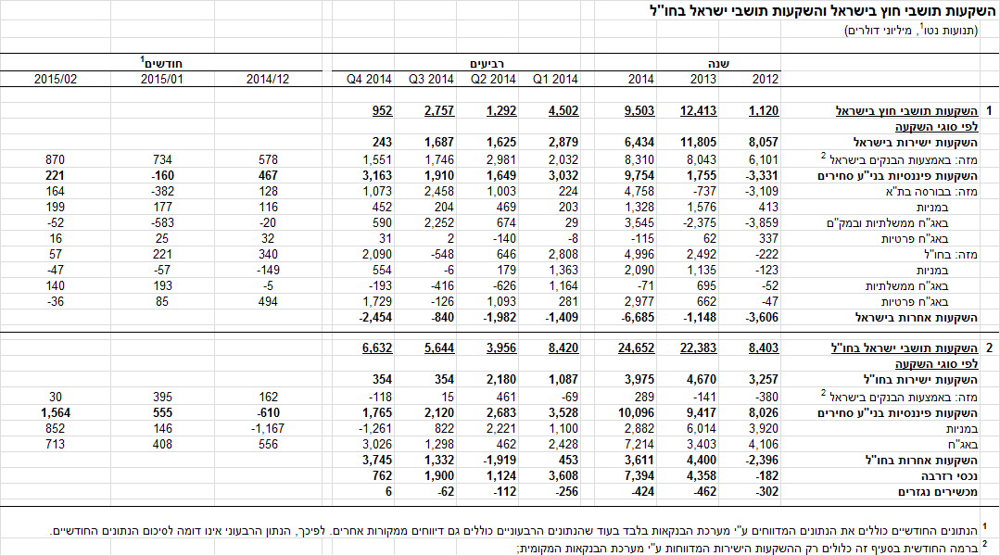 השקעות תושבי חוץ בישראל והשקעות תושבי ישראל בחו"ל
(תנועות נטו1, מיליוני דולרים)
שנה רביעים חודשים1
2012 2013 2014 Q1 2014 Q2 2014 Q3 2014 Q4 2014 2014/12 2015/01 2015/02
1 השקעות תושבי חוץ בישראל 1,120 12,413 9,503 4,502 1,292 2,757 952
לפי סוגי השקעה
השקעות ישירות בישראל 8,057 11,805 6,434 2,879 1,625 1,687 243
מזה: באמצעות הבנקים בישראל 2 6,101 8,043 8,310 2,032 2,981 1,746 1,551 578 734 870
השקעות פיננסיות בני"ע סחירים -3,331 1,755 9,754 3,032 1,649 1,910 3,163 467 -160 221
מזה: בבורסה בת"א -3,109 -737 4,758 224 1,003 2,458 1,073 128 -382 164
במניות 413 1,576 1,328 203 469 204 452 116 177 199
באג"ח ממשלתיות ובמק"ם -3,859 -2,375 3,545 29 674 2,252 590 -20 -583 -52
באג"ח פרטיות 337 62 -115 -8 -140 2 31 32 25 16
מזה: בחו"ל -222 2,492 4,996 2,808 646 -548 2,090 340 221 57
במניות -123 1,135 2,090 1,363 179 -6 554 -149 -57 -47
באג"ח ממשלתיות -52 695 -71 1,164 -626 -416 -193 -5 193 140
באג"ח פרטיות -47 662 2,977 281 1,093 -126 1,729 494 85 -36
השקעות אחרות בישראל -3,606 -1,148 -6,685 -1,409 -1,982 -840 -2,454
2 השקעות תושבי ישראל בחו"ל 8,403 22,383 24,652 8,420 3,956 5,644 6,632
לפי סוגי השקעה
השקעות ישירות בחו"ל 3,257 4,670 3,975 1,087 2,180 354 354
מזה: באמצעות הבנקים בישראל 2 -380 -141 289 -69 461 15 -118 162 395 30
השקעות פיננסיות בני"ע סחירים 8,026 9,417 10,096 3,528 2,683 2,120 1,765 -610 555 1,564
במניות 3,920 6,014 2,882 1,100 2,221 822 -1,261 -1,167 146 852
באג"ח 4,106 3,403 7,214 2,428 462 1,298 3,026 556 408 713
השקעות אחרות בחו"ל -2,396 4,400 3,611 453 -1,919 1,332 3,745
נכסי רזרבה -182 4,358 7,394 3,608 1,124 1,900 762
מכשירים נגזרים -302 -462 -424 -256 -112 -62 6
1 הנתונים החודשיים כוללים את הנתונים המדווחים ע"י מערכת הבנקאות בלבד בעוד שהנתונים הרבעוניים כוללים גם דיווחים ממקורות אחרים. לפיכך, הנתון הרבעוני אינו דומה לסיכום הנתונים החודשיים.
2 ברמה החודשית בסעיף זה כלולים רק ההשקעות הישירות המדווחות ע"י מערכת הבנקאות המקומית;